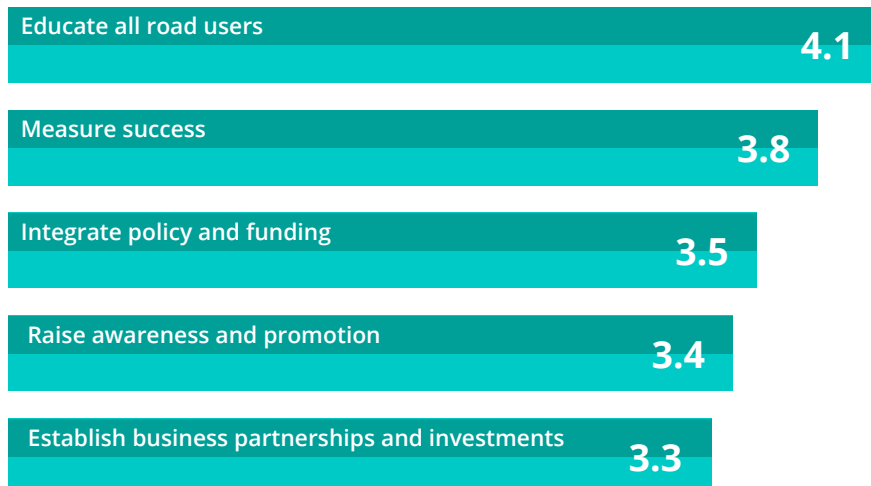 Educate all road users
4.1
Measure success
3.8
Integrate policy and funding
3.5
Raise awareness and promotion
3.4
Establish business partnerships and investments
3.3